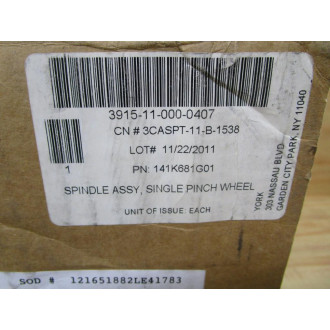 3915-11-000-0407
CN # 3CASPT-11-B-1538
LOT# 11/22/2011
1
PN: 141K681G01
SPINDLE ASSY, SINGLE PINCH WHEEL
UNIT OF ISSUE: EACH
YORK
303 NASSAU BLVD
GARDEN CITY PARK, NY 11040
SOD # 121651882LE41783